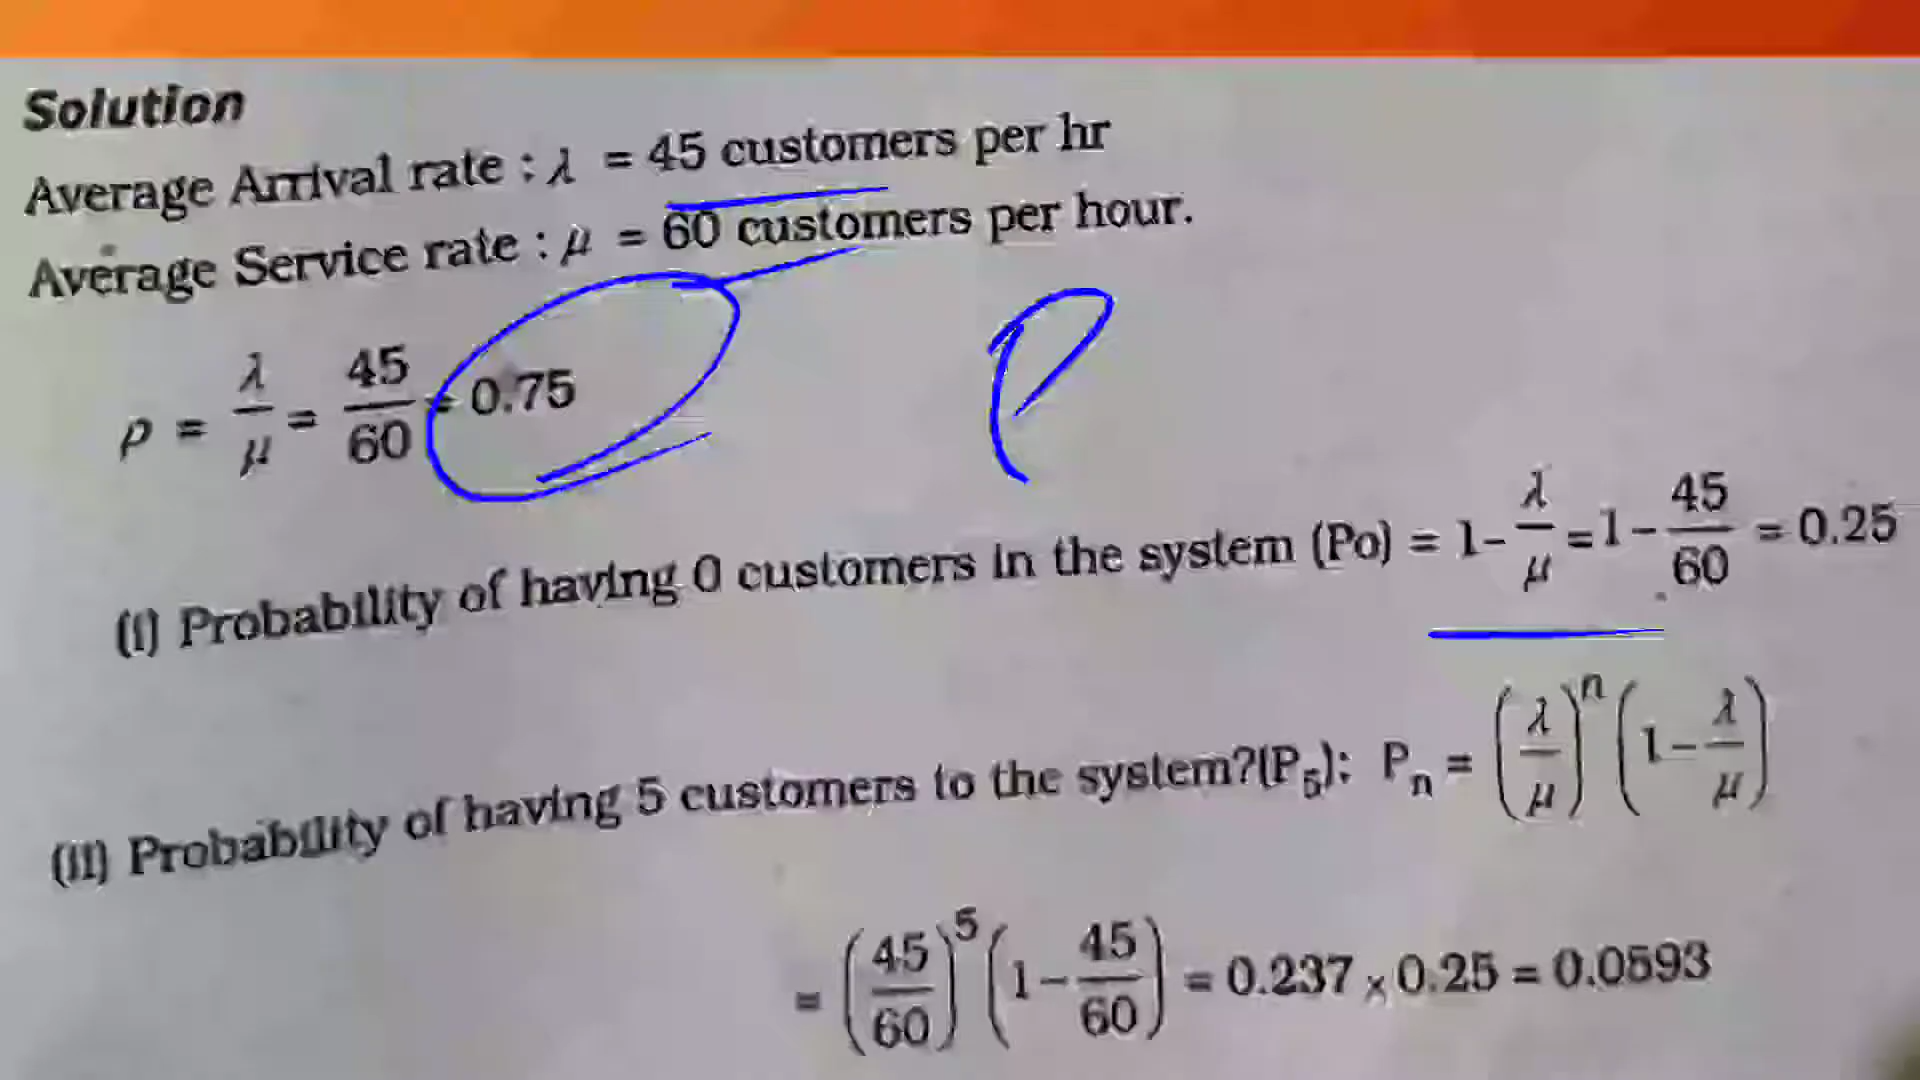 Solution
Average Arrival rate : λ = 45 customers per hr
Average Service rate : μ = 60 customers per hour.
ρ = λ/μ = 45/60 = 0.75
ρ
(i) Probability of having 0 customers in the system (Po) = 1-λ/μ = 1-45/60 = 0.25
(ii) Probability of having 5 customers to the system?(P₅): Pₙ = (λ/μ)ⁿ (1-λ/μ)
= (45/60)⁵ (1-45/60) = 0.237 × 0.25 = 0.0593